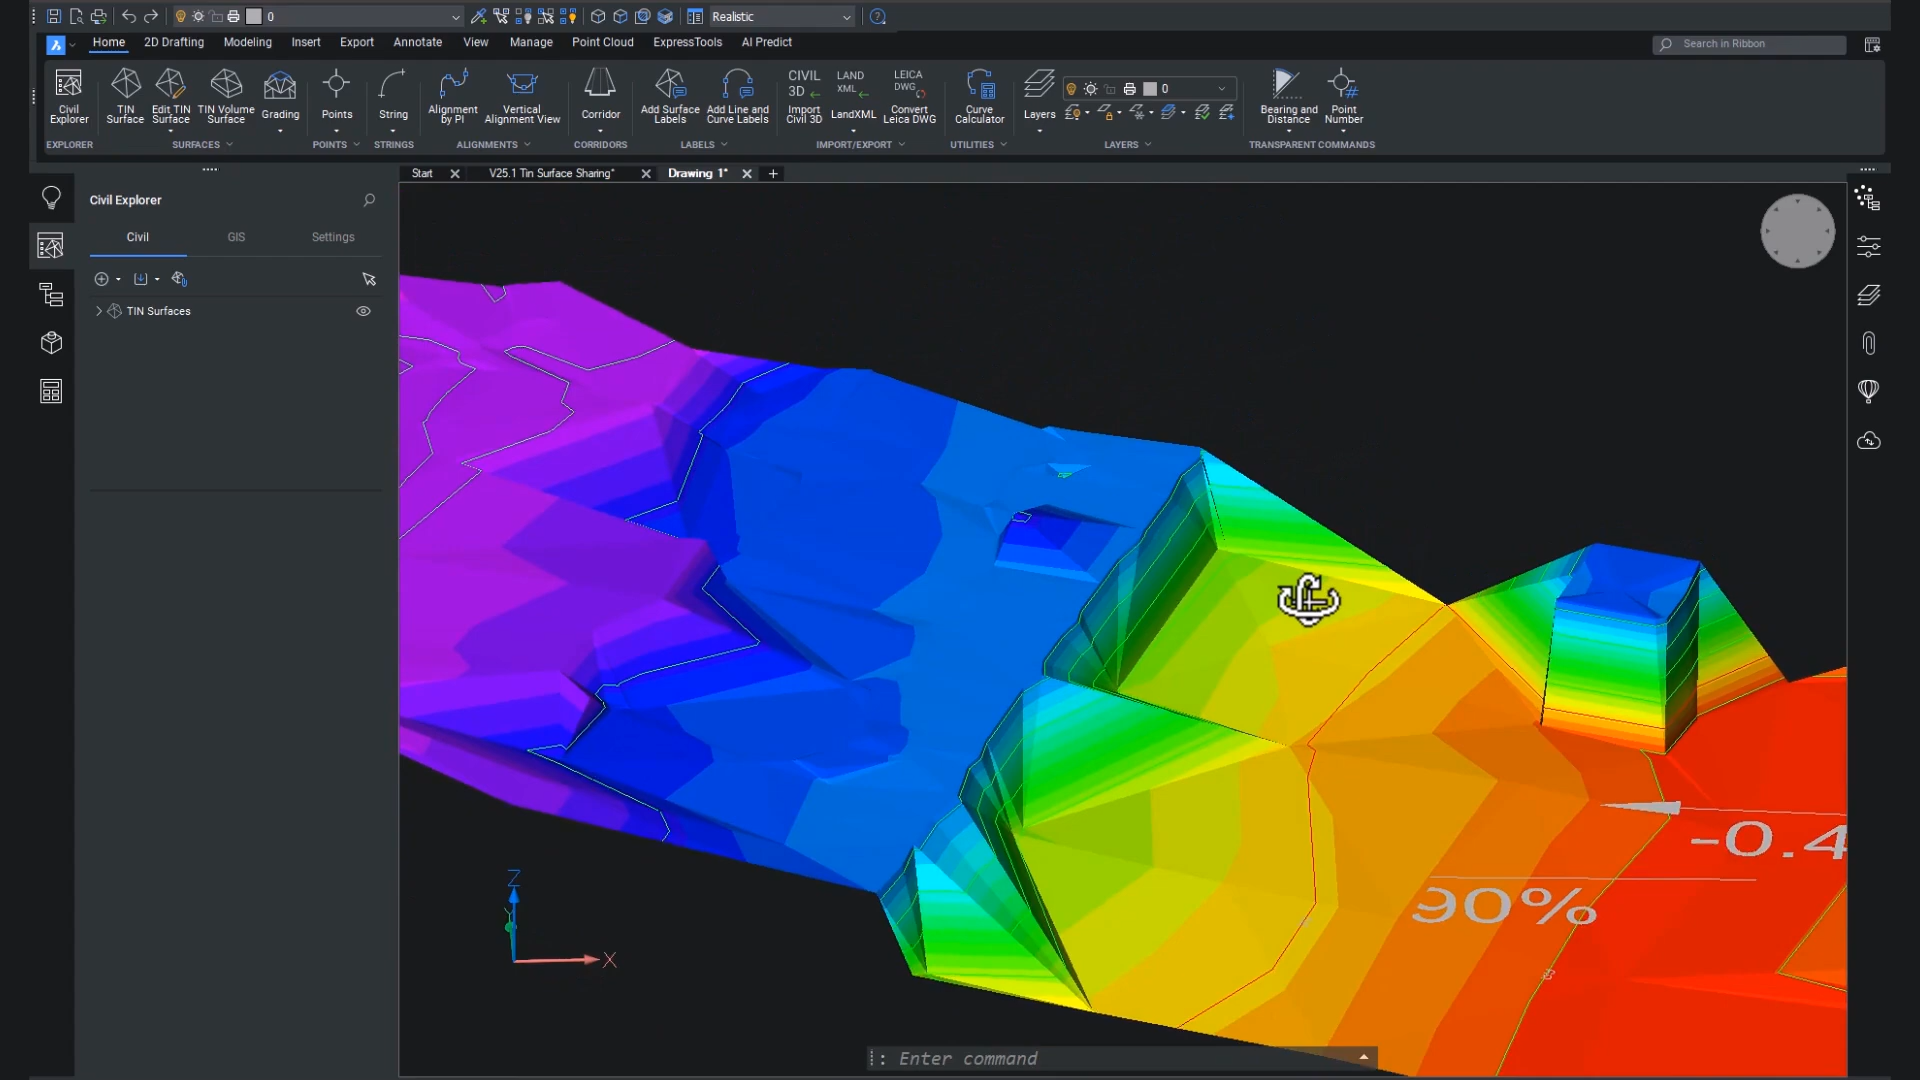 0
Realistic
Home 2D Drafting Modeling Insert Export Annotate View Manage Point Cloud ExpressTools AI Predict
Search in Ribbon
Civil Explorer
TIN Surface
Edit TIN Surface
TIN Volume Surface
Grading
Points
String
Alignment by PI
Vertical Alignment View
Corridor
Add Surface Labels
Add Line and Curve Labels
CIVIL 3D
Import Civil 3D
LAND XML
LandXML
LEICA DWG
Convert Leica DWG
Curve Calculator
Layers
0
Bearing and Distance
Point Number
EXPLORER SURFACES POINTS STRINGS ALIGNMENTS CORRIDORS LABELS IMPORT/EXPORT UTILITIES LAYERS TRANSPARENT COMMANDS
Start V25.1 Tin Surface Sharing* Drawing 1*
Civil Explorer
Civil GIS Settings
TIN Surfaces
-0.4
90%
Z
Y
X
: Enter command